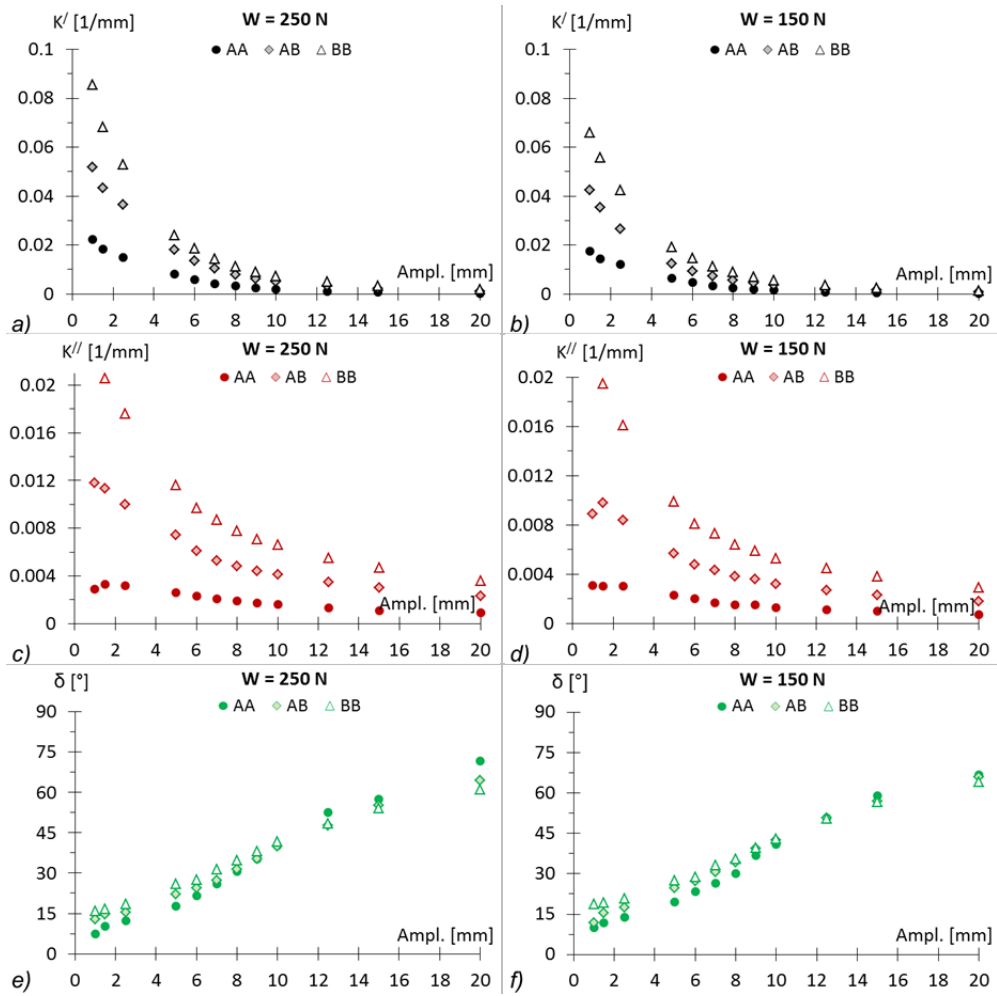 K/ [1/mm] W = 250 N
AA AB BB
0.1
0.08
0.06
0.04
0.02
0
Ampl. [mm]
0 2 4 6 8 10 12 14 16 18 20
a)
K/ [1/mm] W = 150 N
AA AB BB
0.1
0.08
0.06
0.04
0.02
0
Ampl. [mm]
0 2 4 6 8 10 12 14 16 18 20
b)
K// [1/mm] W = 250 N
AA AB BB
0.02
0.016
0.012
0.008
0.004
0
Ampl. [mm]
0 2 4 6 8 10 12 14 16 18 20
c)
K// [1/mm] W = 150 N
AA AB BB
0.02
0.016
0.012
0.008
0.004
0
Ampl. [mm]
0 2 4 6 8 10 12 14 16 18 20
d)
δ [°] W = 250 N
AA AB BB
90
75
60
45
30
15
0
Ampl. [mm]
0 2 4 6 8 10 12 14 16 18 20
e)
δ [°] W = 150 N
AA AB BB
90
75
60
45
30
15
0
Ampl. [mm]
0 2 4 6 8 10 12 14 16 18 20
f)